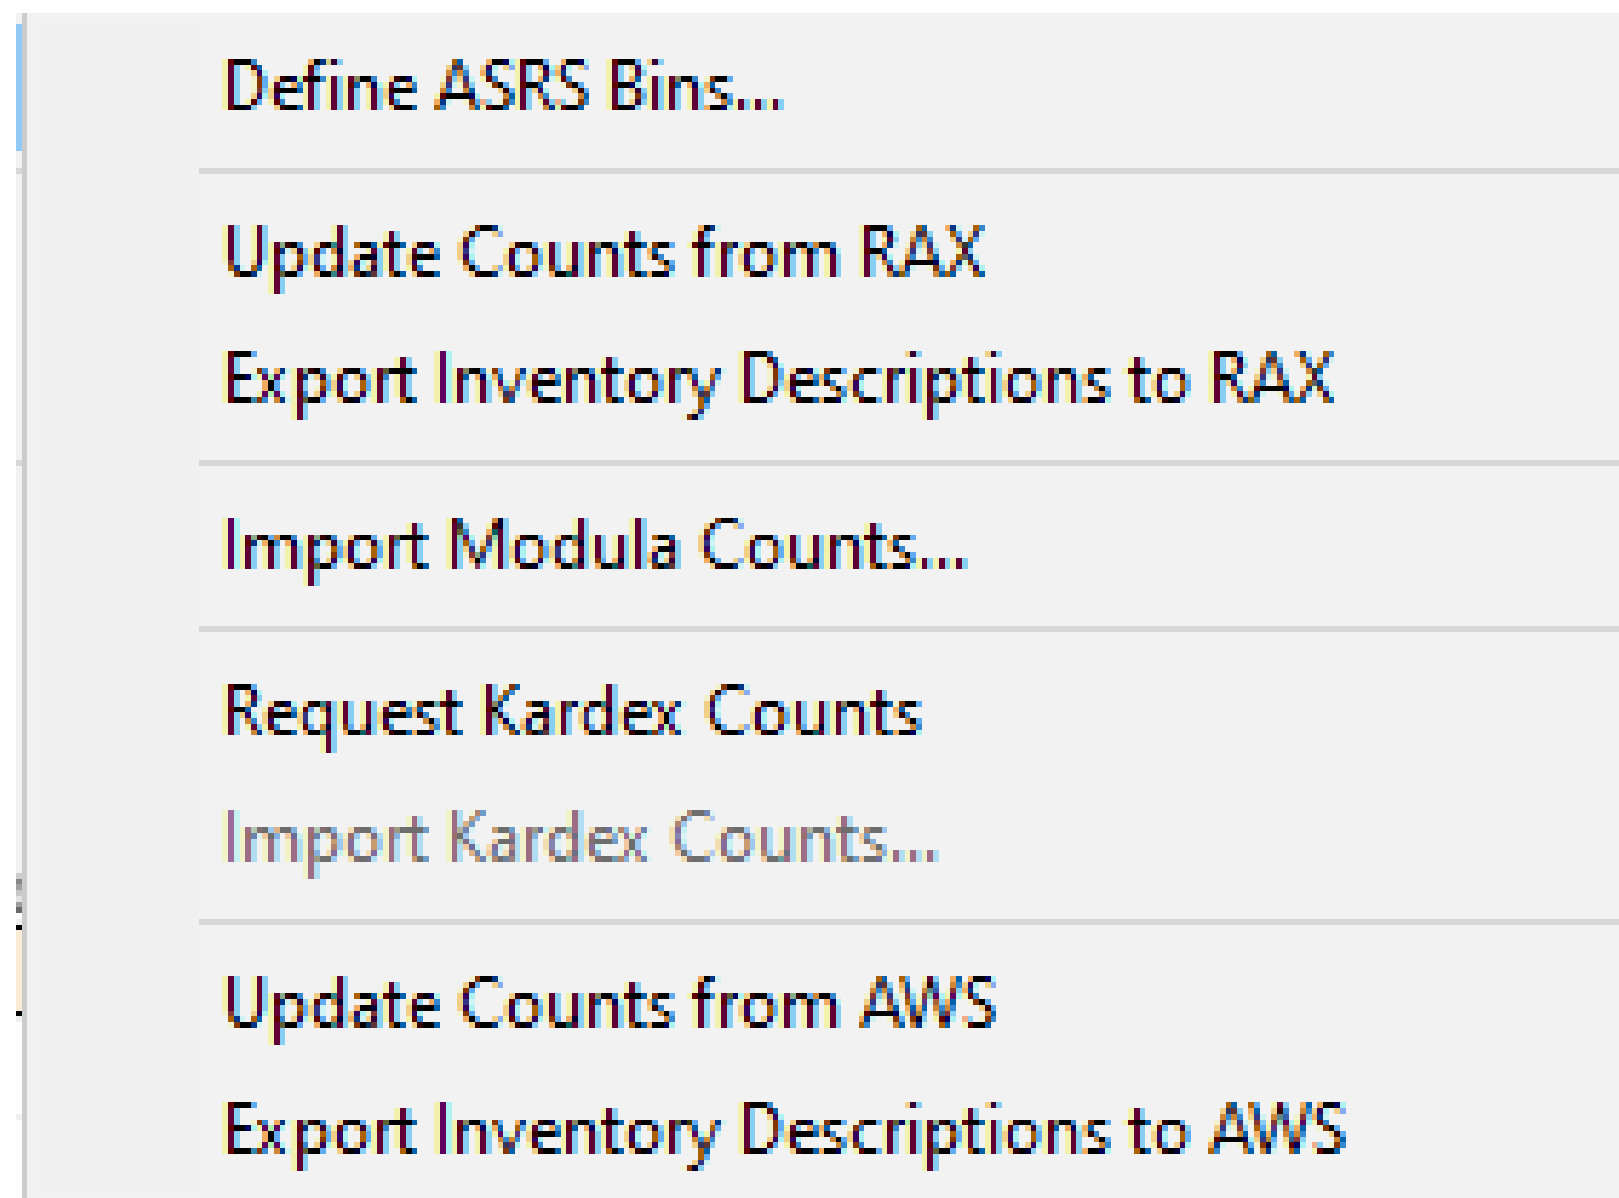 Define ASRS Bins...
Update Counts from RAX
Export Inventory Descriptions to RAX
Import Modula Counts...
Request Kardex Counts
Import Kardex Counts...
Update Counts from AWS
Export Inventory Descriptions to AWS